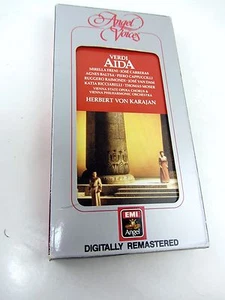 Angel
Voices
VERDI
AIDA
MIRELLA FRENI · JOSÉ CARRERAS
AGNES BALTSA · PIERO CAPPUCCILLI
RUGGERO RAIMONDI · JOSÉ VAN DAM
KATIA RICCIARELLI · THOMAS MOSER
VIENNA STATE OPERA CHORUS &
VIENNA PHILHARMONIC ORCHESTRA
HERBERT VON KARAJAN
EMI
Angel
DIGITALLY REMASTERED